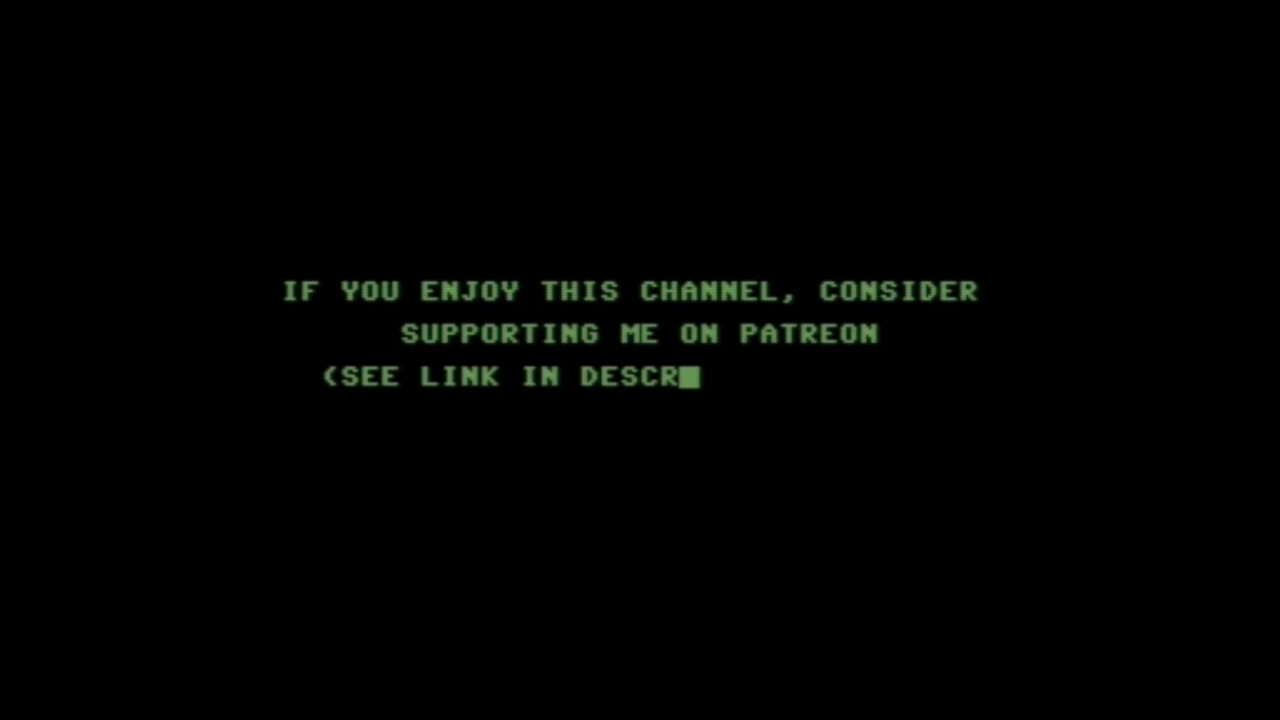 IF YOU ENJOY THIS CHANNEL, CONSIDER
SUPPORTING ME ON PATREON
(SEE LINK IN DESCR